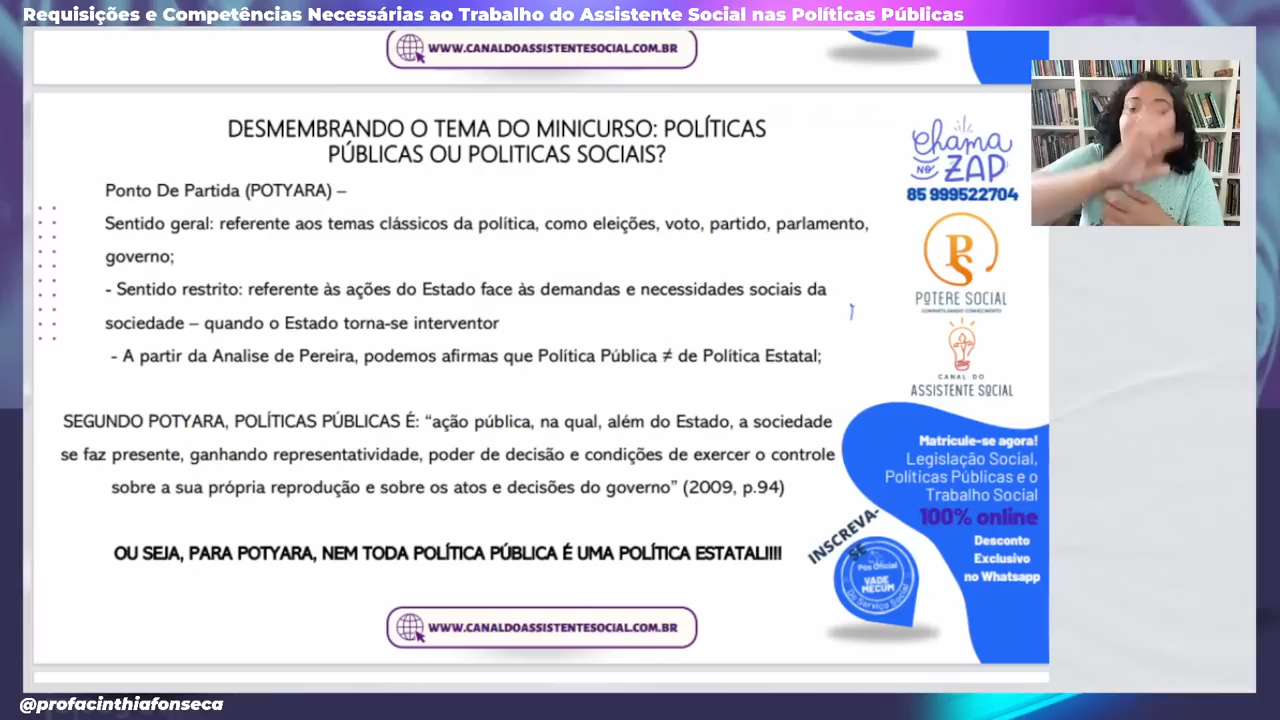 Requisições e Competências Necessárias ao Trabalho do Assistente Social nas Políticas Públicas
WWW.CANALDOASSISTENTESOCIAL.COM.BR
DESMEMBRANDO O TEMA DO MINICURSO: POLÍTICAS
PÚBLICAS OU POLITICAS SOCIAIS?
Ponto De Partida (POTYARA) –
Sentido geral: referente aos temas clássicos da política, como eleições, voto, partido, parlamento,
governo;
- Sentido restrito: referente às ações do Estado face às demandas e necessidades sociais da
sociedade – quando o Estado torna-se interventor
- A partir da Analise de Pereira, podemos afirmas que Política Pública ≠ de Política Estatal;
SEGUNDO POTYARA, POLÍTICAS PÚBLICAS É: “ação pública, na qual, além do Estado, a sociedade
se faz presente, ganhando representatividade, poder de decisão e condições de exercer o controle
sobre a sua própria reprodução e sobre os atos e decisões do governo” (2009, p.94)
OU SEJA, PARA POTYARA, NEM TODA POLÍTICA PÚBLICA É UMA POLÍTICA ESTATAL!!!!
WWW.CANALDOASSISTENTESOCIAL.COM.BR
chama
NO
ZAP
85 999522704
PS
POTERE SOCIAL
COMPARTILHANDO CONHECIMENTO
CANAL DO
ASSISTENTE SOCIAL
Matricule-se agora!
Legislação Social,
Políticas Públicas e o
Trabalho Social
100% online
Desconto
Exclusivo
no Whatsapp
INSCREVA-
SE
Pós Oficial
VADE
MECUM
Do Serviço Social
@profacinthiafonseca